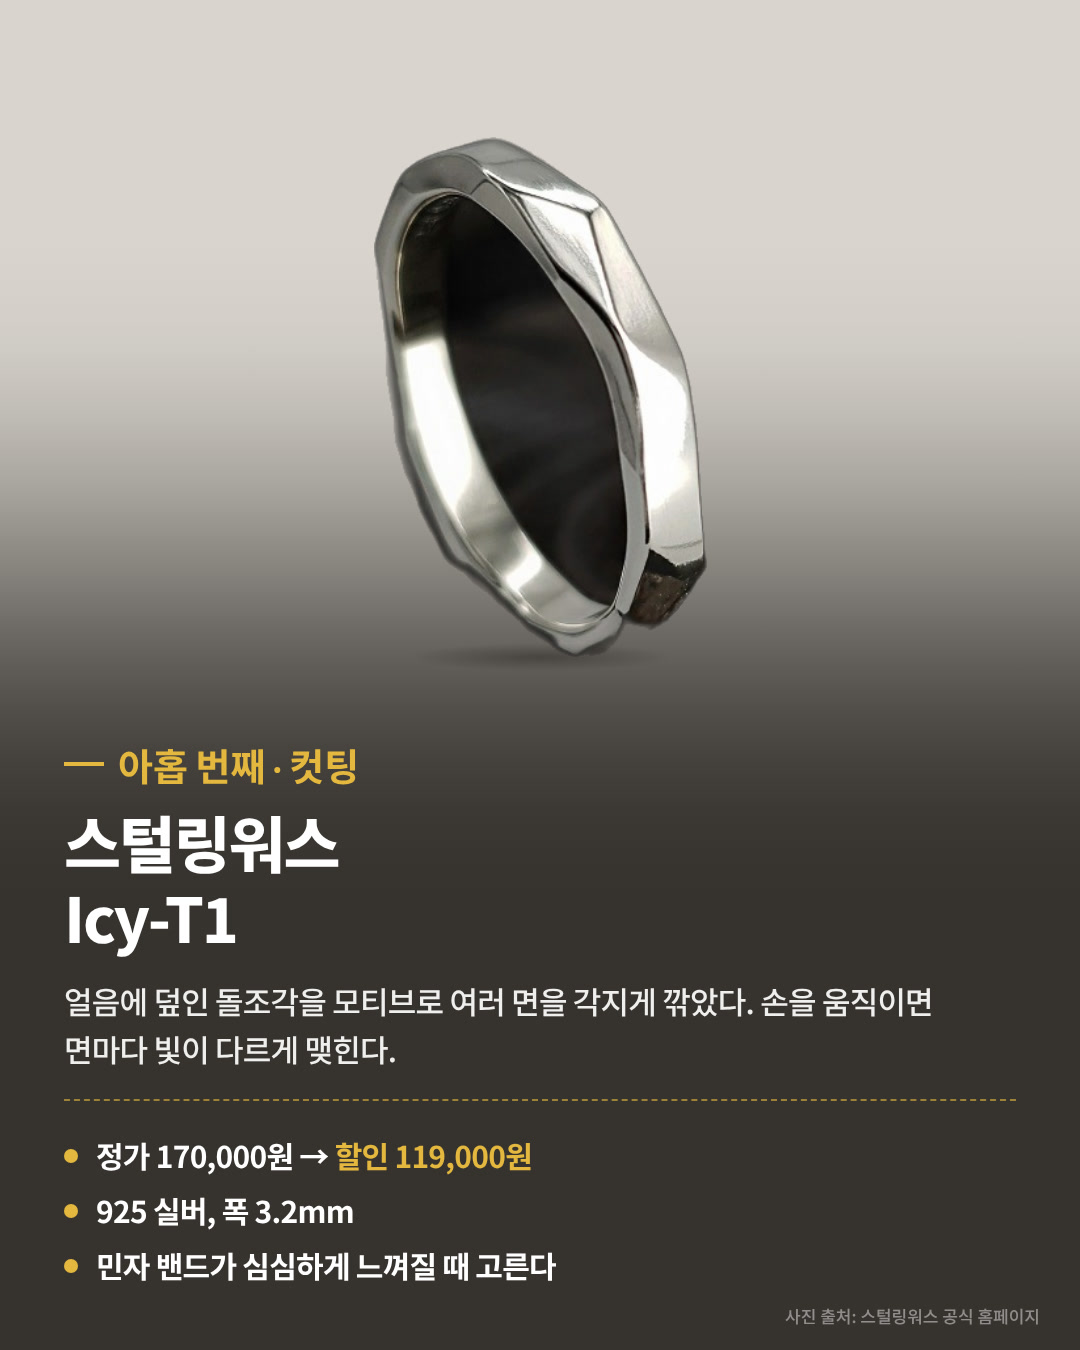 아홉 번째 · 컷팅
스털링워스
Icy-T1
얼음에 덮인 돌조각을 모티브로 여러 면을 각지게 깎았다. 손을 움직이면
면마다 빛이 다르게 맺힌다.
정가 170,000원 → 할인 119,000원
925 실버, 폭 3.2mm
민자 밴드가 심심하게 느껴질 때 고른다
사진 출처: 스털링워스 공식 홈페이지